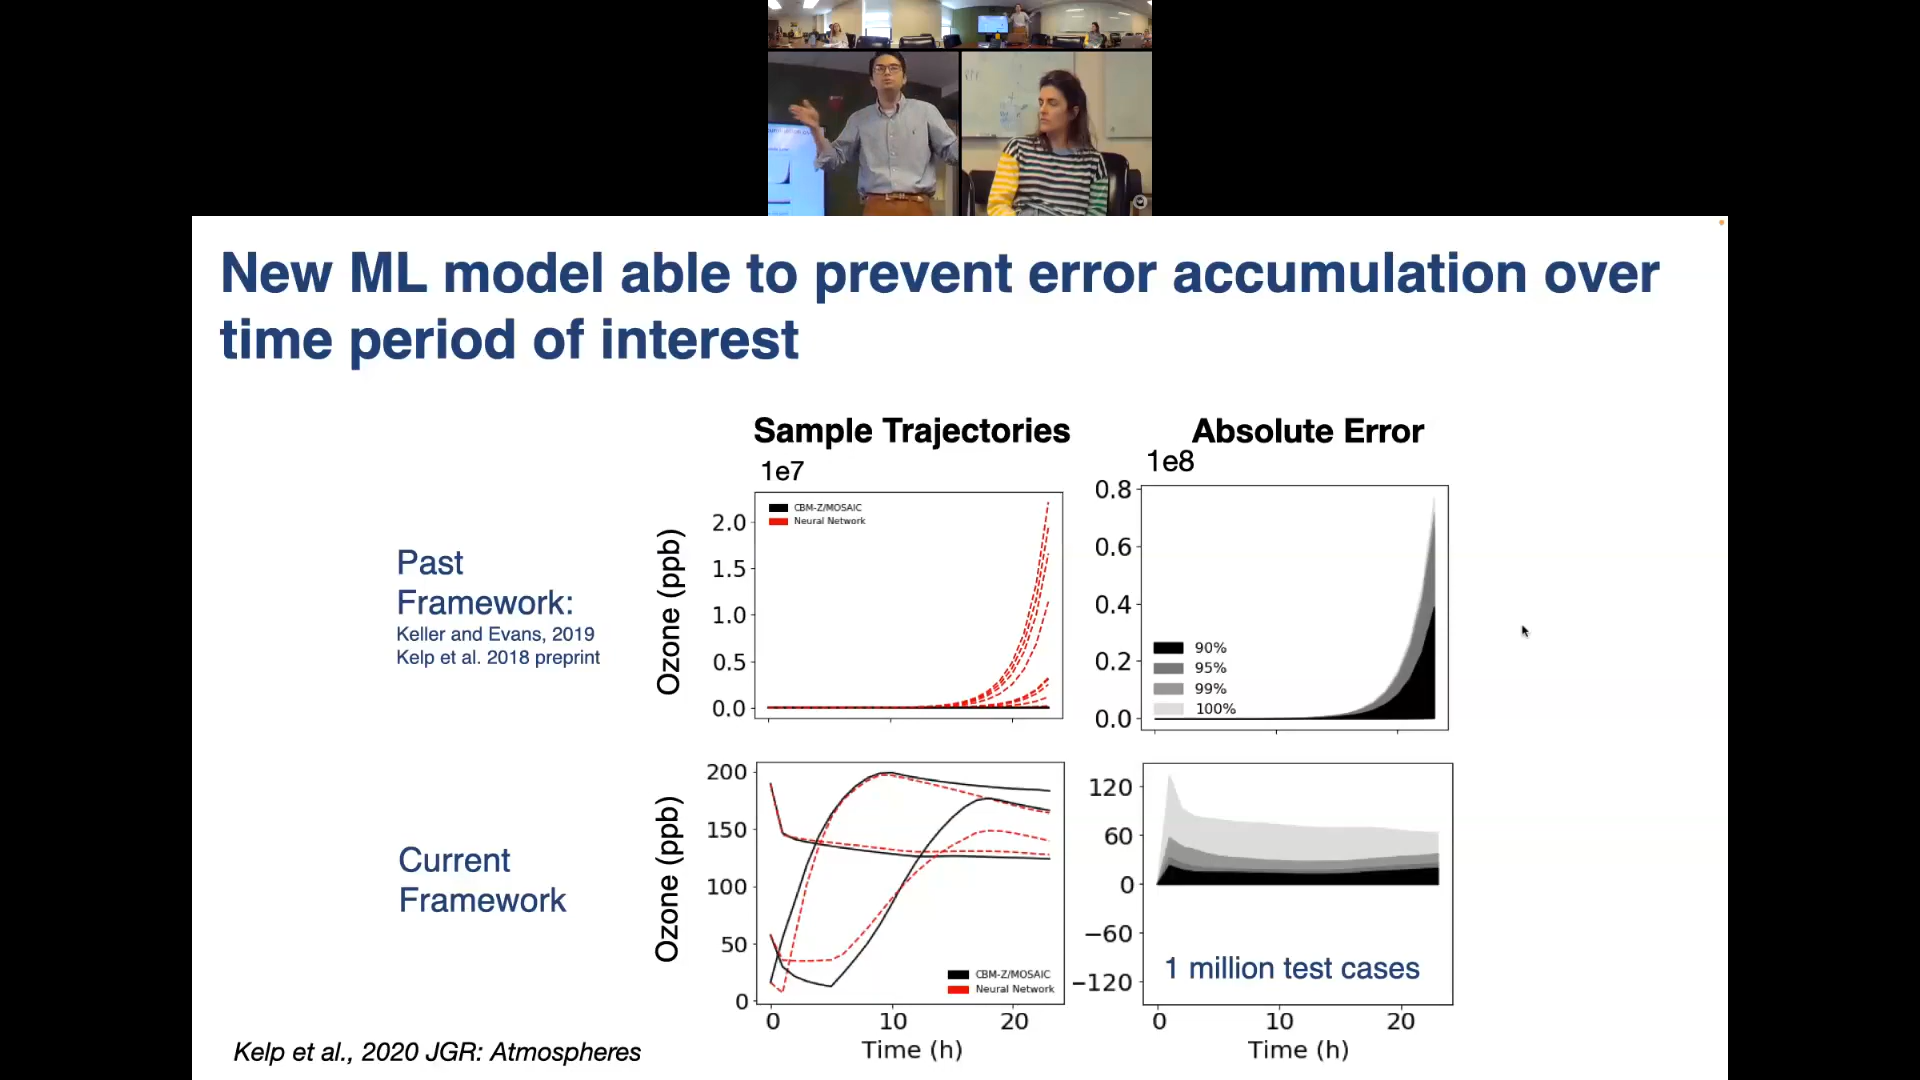 New ML model able to prevent error accumulation over
time period of interest
Sample Trajectories
Absolute Error
1e7
1e8
Past
Framework:
Keller and Evans, 2019
Kelp et al. 2018 preprint
Ozone (ppb)
2.0
1.5
1.0
0.5
0.0
CBM-Z/MOSAIC
Neural Network
0.8
0.6
0.4
0.2
0.0
90%
95%
99%
100%
Current
Framework
Ozone (ppb)
200
150
100
50
0
CBM-Z/MOSAIC
Neural Network
0 10 20
Time (h)
120
60
0
−60
−120
1 million test cases
0 10 20
Time (h)
Kelp et al., 2020 JGR: Atmospheres